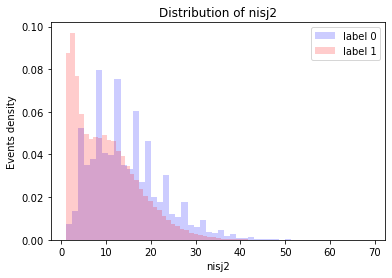 Distribution of nisj2
label 0
label 1
Events density
0.10
0.08
0.06
0.04
0.02
0.00
0 10 20 30 40 50 60 70
nisj2